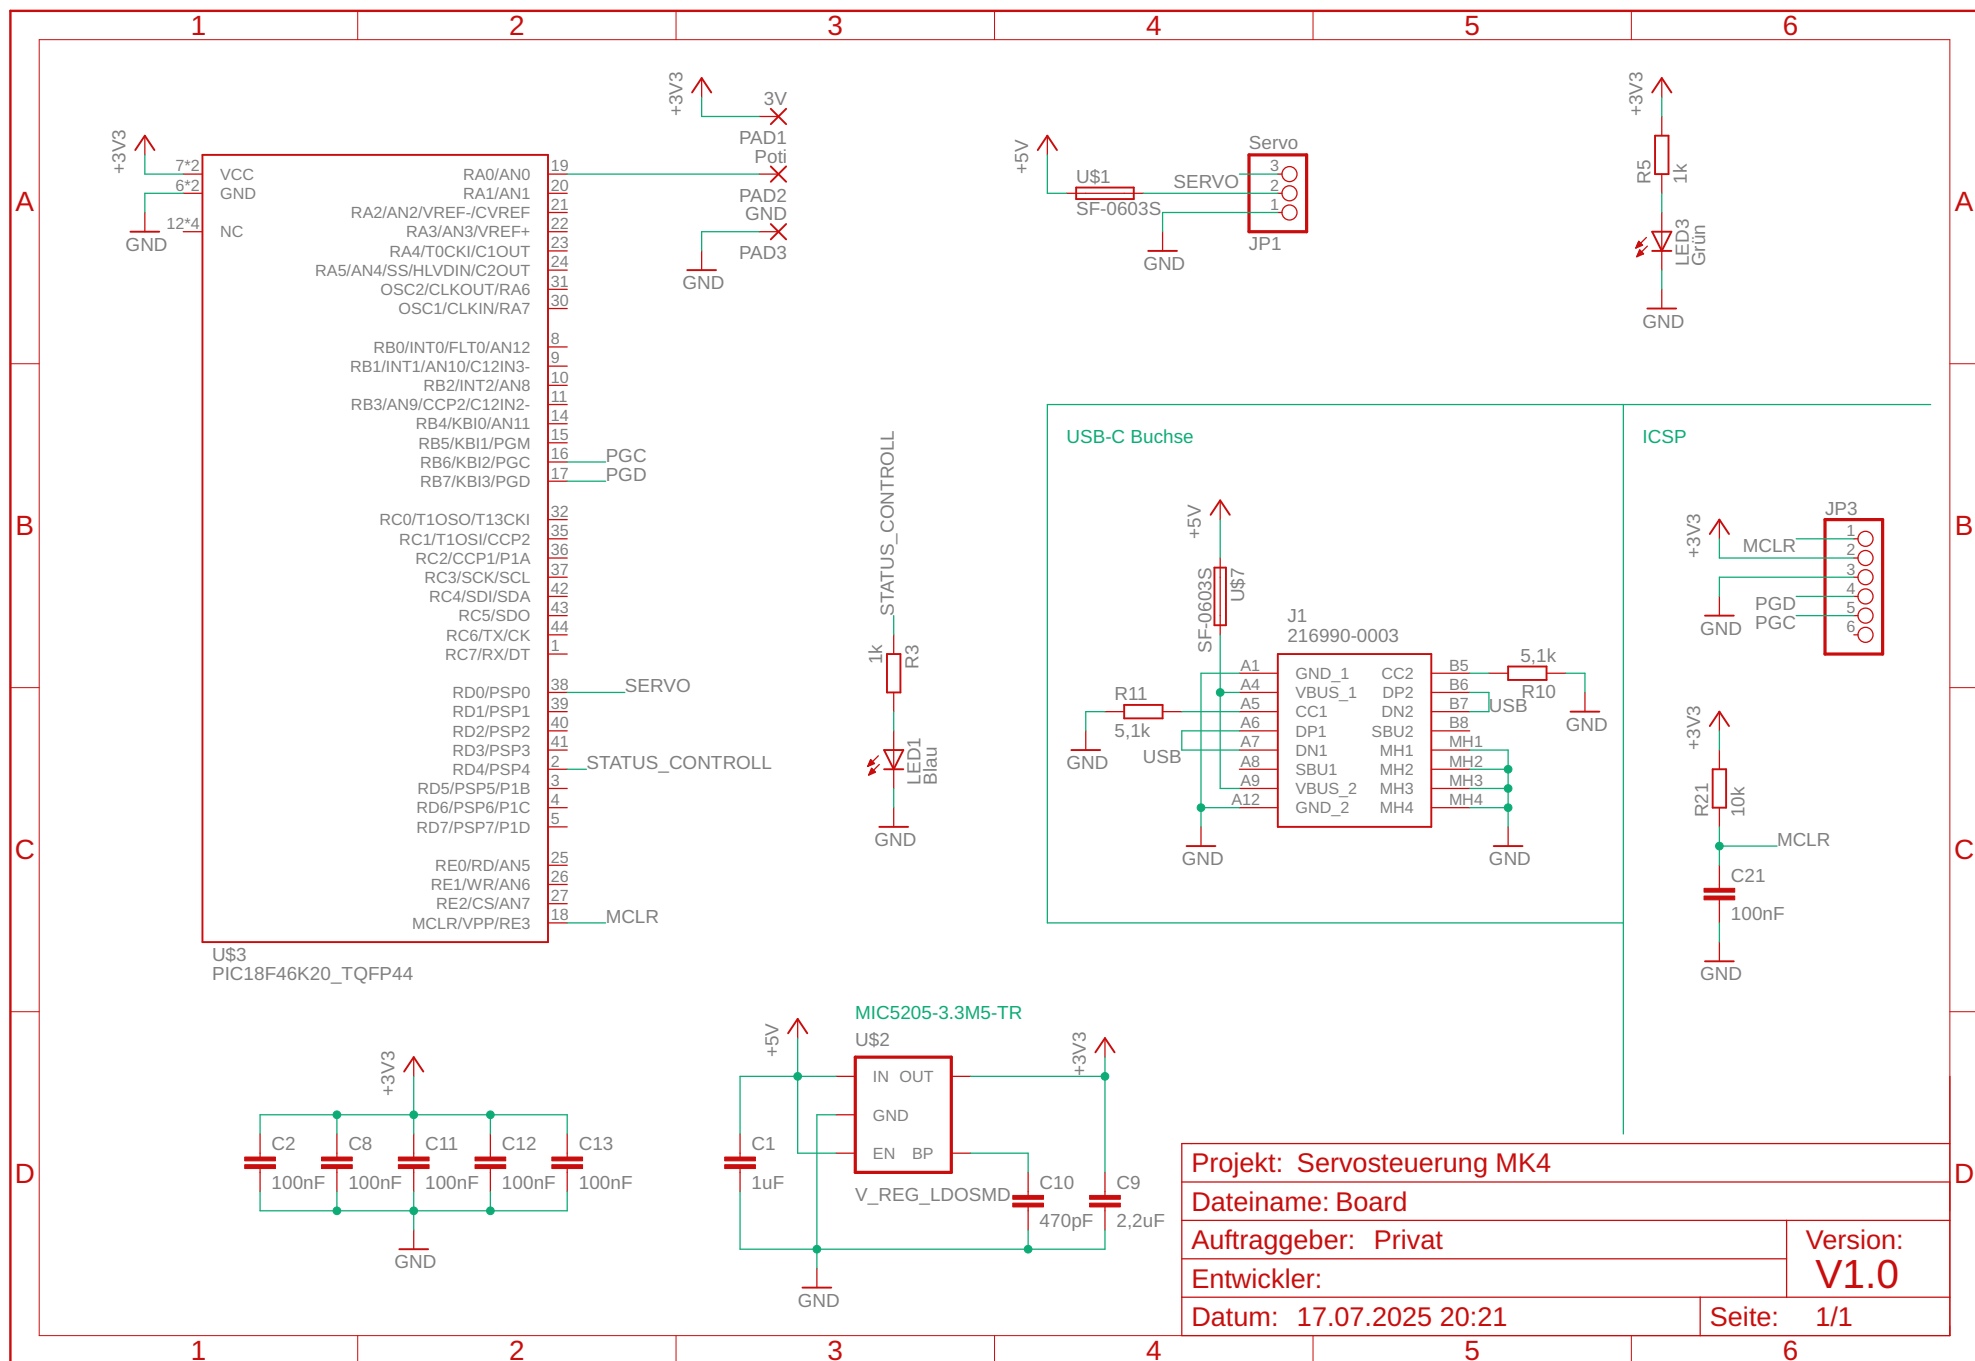 1 2 3 4 5 6
A
B
C
D
A
B
C
D
1 2 3 4 5 6
+3V3
7*2 VCC
6*2 GND
12*4 NC
GND
RA0/AN0 19
RA1/AN1 20
RA2/AN2/VREF-/CVREF 21
RA3/AN3/VREF+ 22
RA4/T0CKI/C1OUT 23
RA5/AN4/SS/HLVDIN/C2OUT 24
OSC2/CLKOUT/RA6 31
OSC1/CLKIN/RA7 30
RB0/INT0/FLT0/AN12 8
RB1/INT1/AN10/C12IN3- 9
RB2/INT2/AN8 10
RB3/AN9/CCP2/C12IN2- 11
RB4/KBI0/AN11 14
RB5/KBI1/PGM 15
RB6/KBI2/PGC 16 PGC
RB7/KBI3/PGD 17 PGD
RC0/T1OSO/T13CKI 32
RC1/T1OSI/CCP2 35
RC2/CCP1/P1A 36
RC3/SCK/SCL 37
RC4/SDI/SDA 42
RC5/SDO 43
RC6/TX/CK 44
RC7/RX/DT 1
RD0/PSP0 38 SERVO
RD1/PSP1 39
RD2/PSP2 40
RD3/PSP3 41
RD4/PSP4 2 STATUS_CONTROLL
RD5/PSP5/P1B 3
RD6/PSP6/P1C 4
RD7/PSP7/P1D 5
RE0/RD/AN5 25
RE1/WR/AN6 26
RE2/CS/AN7 27
MCLR/VPP/RE3 18 MCLR
U$3
PIC18F46K20_TQFP44
+3V3
3V
PAD1
Poti
PAD2
GND
PAD3
GND
+5V
U$1
SF-0603S
SERVO
Servo
3
2
1
JP1
GND
+3V3
R5
1k
LED3
Grün
GND
STATUS_CONTROLL
1k
R3
LED1
Blau
GND
USB-C Buchse
+5V
SF-0603S
U$7
J1
216990-0003
A1 GND_1 CC2 B5
A4 VBUS_1 DP2 B6
A5 CC1 DN2 B7
A6 DP1 SBU2 B8
A7 DN1 MH1 MH1
A8 SBU1 MH2 MH2
A9 VBUS_2 MH3 MH3
A12 GND_2 MH4 MH4
R11
5,1k
GND
USB
GND
5,1k
R10
USB
GND
GND
ICSP
JP3
+3V3
MCLR
GND
PGD
PGC
1
2
3
4
5
6
+3V3
R21
10k
MCLR
C21
100nF
GND
+3V3
C2 C8 C11 C12 C13
100nF 100nF 100nF 100nF 100nF
GND
MIC5205-3.3M5-TR
U$2
+5V
+3V3
IN OUT
GND
EN BP
V_REG_LDOSMD
C1
1uF
C10
470pF
C9
2,2uF
GND
Projekt: Servosteuerung MK4
Dateiname: Board
Auftraggeber: Privat
Version:
V1.0
Entwickler:
Datum: 17.07.2025 20:21
Seite: 1/1